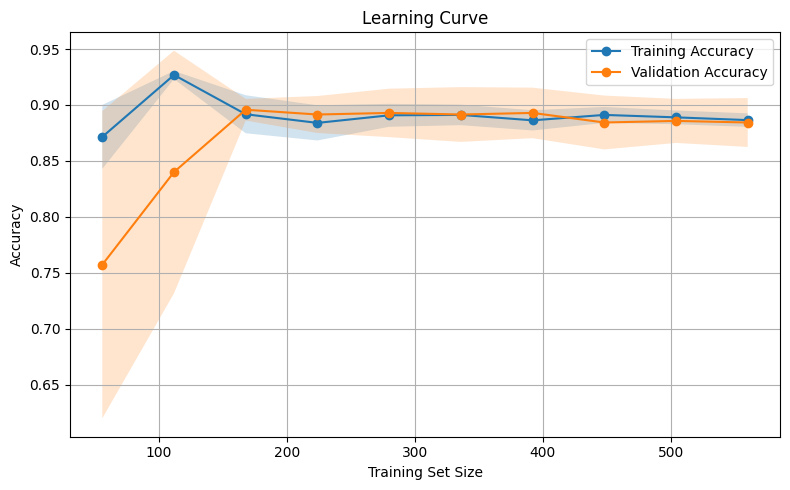 Learning Curve
Training Accuracy
Validation Accuracy
Accuracy
0.95
0.90
0.85
0.80
0.75
0.70
0.65
100 200 300 400 500
Training Set Size